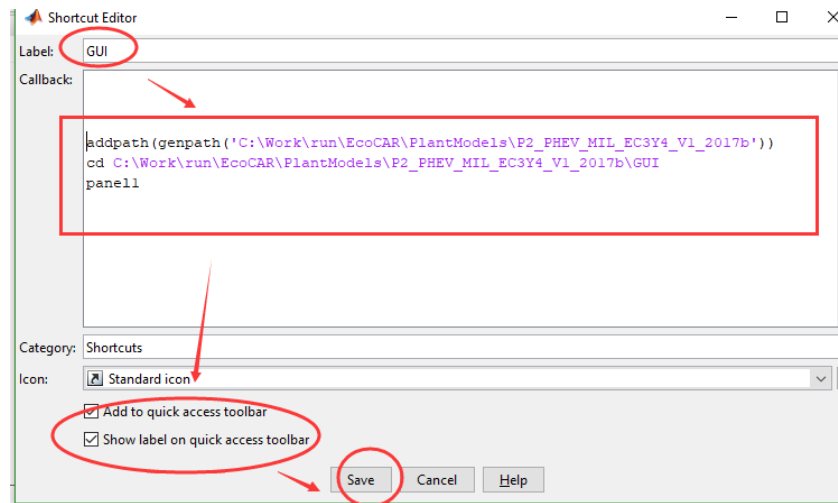 Shortcut Editor
Label: GUI
Callback:
addpath(genpath('C:\Work\run\EcoCAR\PlantModels\P2_PHEV_MIL_EC3Y4_V1_2017b'))
cd C:\Work\run\EcoCAR\PlantModels\P2_PHEV_MIL_EC3Y4_V1_2017b\GUI
panel1
Category: Shortcuts
Icon: Standard icon
Add to quick access toolbar
Show label on quick access toolbar
Save Cancel Help